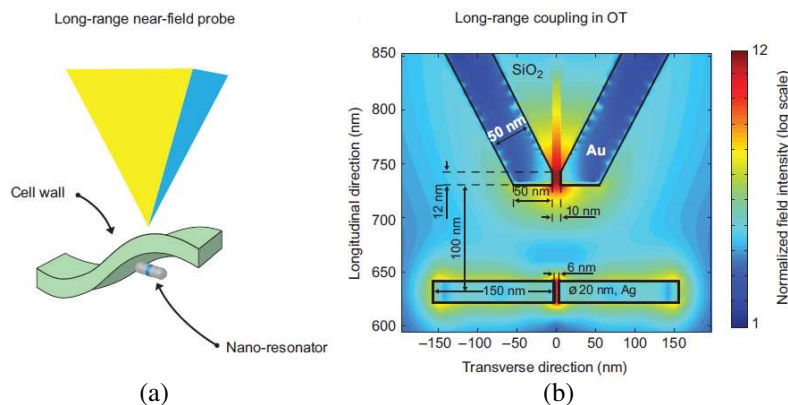 Long-range near-field probe
Cell wall
Nano-resonator
(a)
Long-range coupling in OT
850
800
750
700
650
600
Longitudinal direction (nm)
SiO2
50 nm
Au
12 nm
50 nm
10 nm
100 nm
6 nm
150 nm
Ø 20 nm, Ag
−150 −100 −50 0 50 100 150
Transverse direction (nm)
12
1
Normalized field intensity (log scale)
(b)